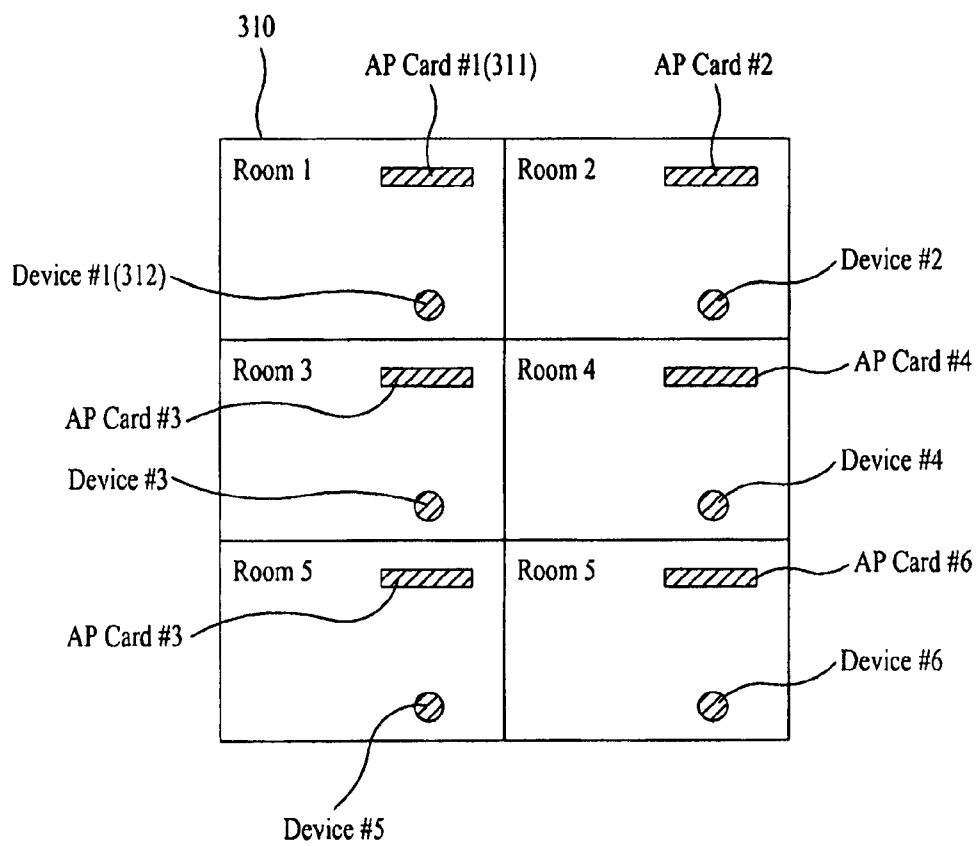 310
AP Card #1(311)
AP Card #2
Room 1
Room 2
Device #1(312)
Device #2
Room 3
Room 4
AP Card #4
AP Card #3
Device #3
Device #4
Room 5
Room 5
AP Card #6
AP Card #3
Device #6
Device #5